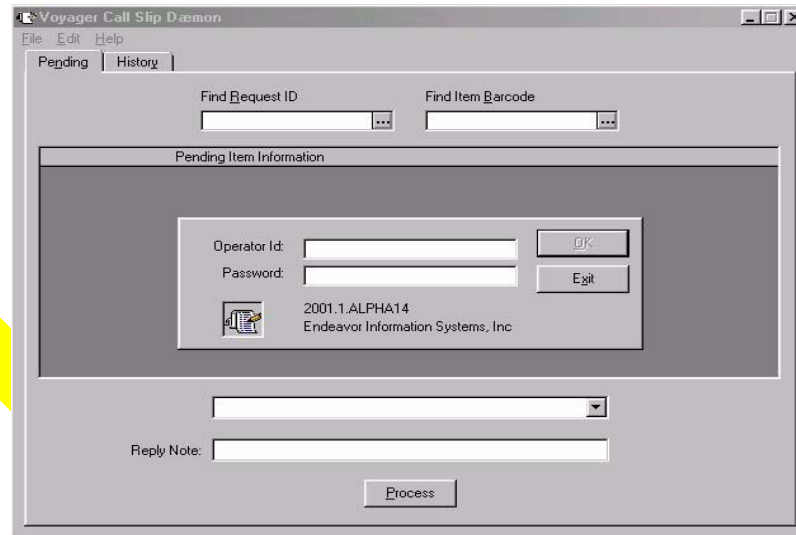 Voyager Call Slip Dæmon
File Edit Help
Pending History
Find Request ID Find Item Barcode
... ...
Pending Item Information
Operator Id: OK
Password: Exit
2001.1.ALPHA14
Endeavor Information Systems, Inc
Reply Note:
Process